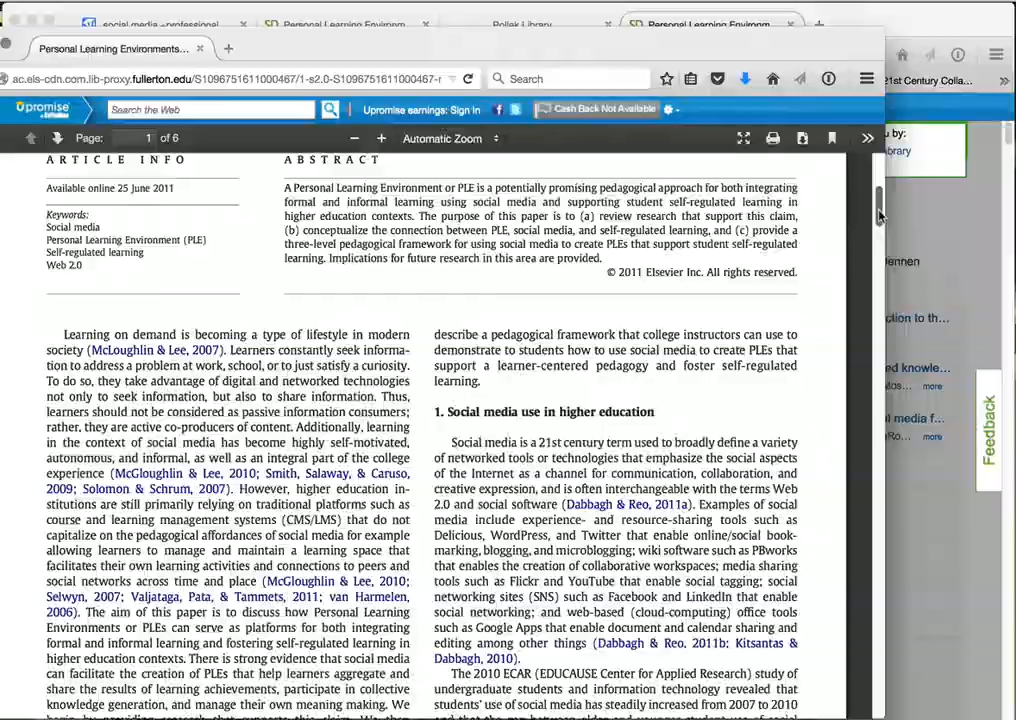 social media +professional
Personal Learning Environm...
Pollak Library
Personal Learning Environm...
Personal Learning Environments...
ac.els-cdn.com.lib-proxy.fullerton.edu/S1096751611000467/1-s2.0-S1096751611000467-r
Search
21st Century Colla...
Upromise
Search the Web
Upromise earnings: Sign In
Cash Back Not Available
Page: 1 of 6
Automatic Zoom
u by:
ibrary
ARTICLE INFO
Available online 25 June 2011
Keywords:
Social media
Personal Learning Environment (PLE)
Self-regulated learning
Web 2.0
ABSTRACT
A Personal Learning Environment or PLE is a potentially promising pedagogical approach for both integrating
formal and informal learning using social media and supporting student self-regulated learning in
higher education contexts. The purpose of this paper is to (a) review research that support this claim,
(b) conceptualize the connection between PLE, social media, and self-regulated learning, and (c) provide a
three-level pedagogical framework for using social media to create PLEs that support student self-regulated
learning. Implications for future research in this area are provided.
© 2011 Elsevier Inc. All rights reserved.
Learning on demand is becoming a type of lifestyle in modern
society (McLoughlin & Lee, 2007). Learners constantly seek informa-
tion to address a problem at work, school, or to just satisfy a curiosity.
To do so, they take advantage of digital and networked technologies
not only to seek information, but also to share information. Thus,
learners should not be considered as passive information consumers;
rather, they are active co-producers of content. Additionally, learning
in the context of social media has become highly self-motivated,
autonomous, and informal, as well as an integral part of the college
experience (McGloughlin & Lee, 2010; Smith, Salaway, & Caruso,
2009; Solomon & Schrum, 2007). However, higher education in-
stitutions are still primarily relying on traditional platforms such as
course and learning management systems (CMS/LMS) that do not
capitalize on the pedagogical affordances of social media for example
allowing learners to manage and maintain a learning space that
facilitates their own learning activities and connections to peers and
social networks across time and place (McGloughlin & Lee, 2010;
Selwyn, 2007; Valjataga, Pata, & Tammets, 2011; van Harmelen,
2006). The aim of this paper is to discuss how Personal Learning
Environments or PLEs can serve as platforms for both integrating
formal and informal learning and fostering self-regulated learning in
higher education contexts. There is strong evidence that social media
can facilitate the creation of PLEs that help learners aggregate and
share the results of learning achievements, participate in collective
knowledge generation, and manage their own meaning making. We
describe a pedagogical framework that college instructors can use to
demonstrate to students how to use social media to create PLEs that
support a learner-centered pedagogy and foster self-regulated
learning.
1. Social media use in higher education
Social media is a 21st century term used to broadly define a variety
of networked tools or technologies that emphasize the social aspects
of the Internet as a channel for communication, collaboration, and
creative expression, and is often interchangeable with the terms Web
2.0 and social software (Dabbagh & Reo, 2011a). Examples of social
media include experience- and resource-sharing tools such as
Delicious, WordPress, and Twitter that enable online/social book-
marking, blogging, and microblogging; wiki software such as PBworks
that enables the creation of collaborative workspaces; media sharing
tools such as Flickr and YouTube that enable social tagging; social
networking sites (SNS) such as Facebook and LinkedIn that enable
social networking; and web-based (cloud-computing) office tools
such as Google Apps that enable document and calendar sharing and
editing among other things (Dabbagh & Reo, 2011b; Kitsantas &
Dabbagh, 2010).
The 2010 ECAR (EDUCAUSE Center for Applied Research) study of
undergraduate students and information technology revealed that
students' use of social media has steadily increased from 2007 to 2010
ennen
ction to th...
ed knowle...
more
l media f...
more
Feedback